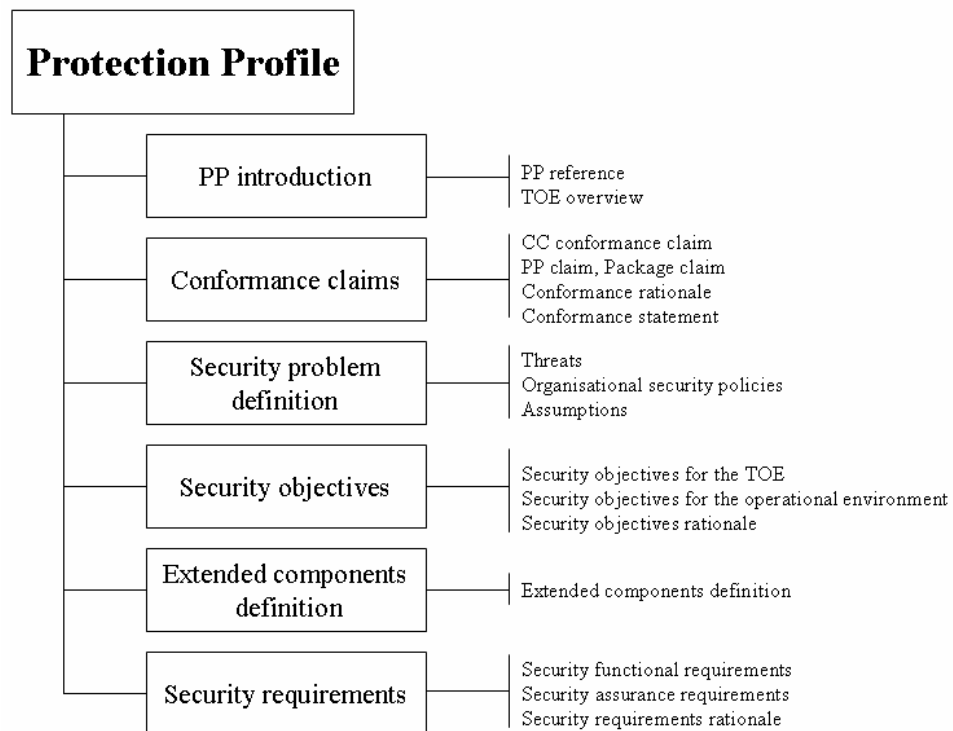 Protection Profile
PP introduction
PP reference
TOE overview
Conformance claims
CC conformance claim
PP claim, Package claim
Conformance rationale
Conformance statement
Security problem
definition
Threats
Organisational security policies
Assumptions
Security objectives
Security objectives for the TOE
Security objectives for the operational environment
Security objectives rationale
Extended components
definition
Extended components definition
Security requirements
Security functional requirements
Security assurance requirements
Security requirements rationale